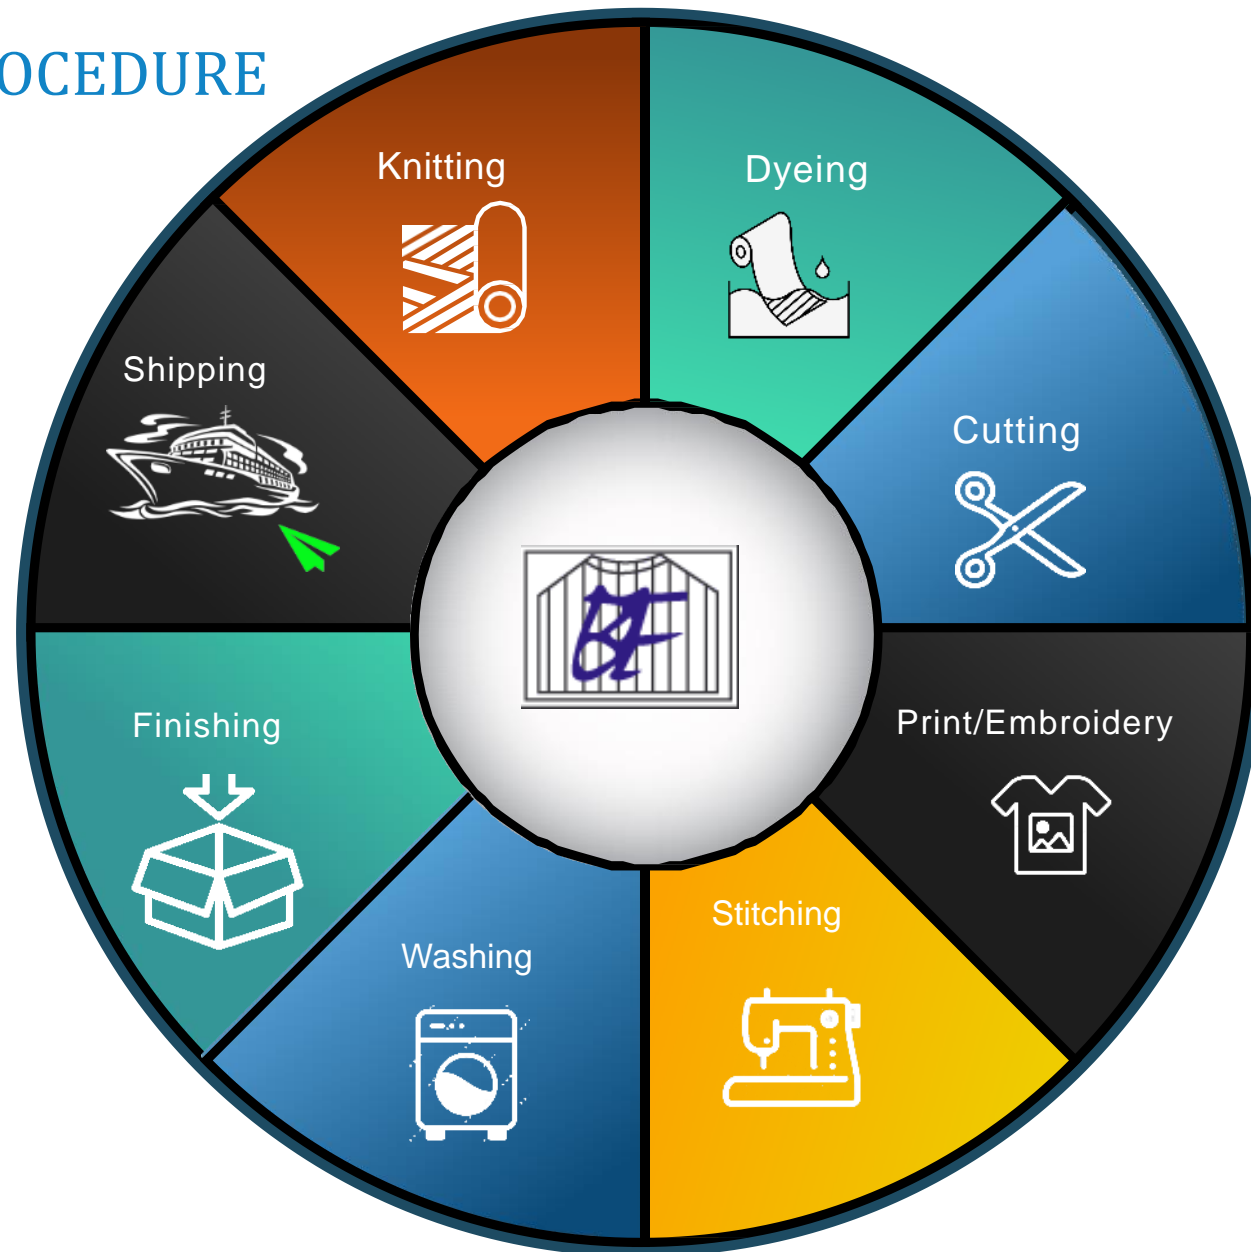 OCEDURE
Knitting
Dyeing
Shipping
Cutting
Finishing
Print/Embroidery
Stitching
Washing